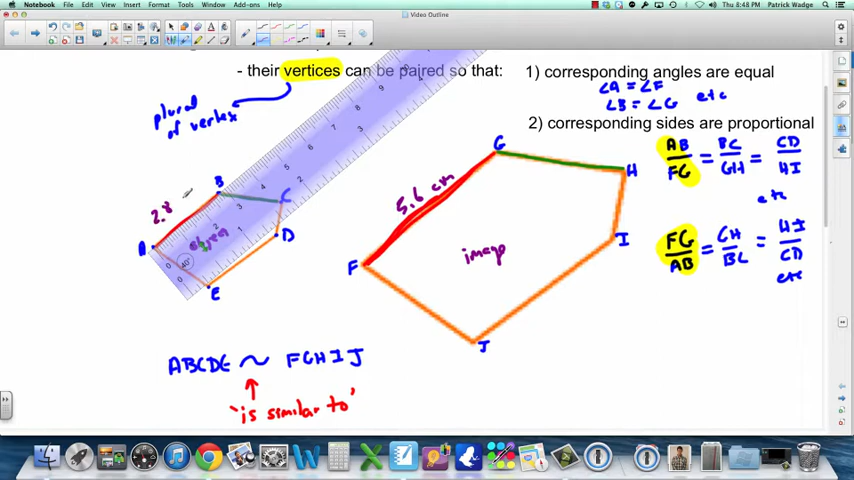 Notebook File Edit View Insert Format Tools Add-ons Window Help
Thu 8:48 PM Patrick Wadge
Video Outline
- their vertices can be paired so that:
1) corresponding angles are equal
∠A = ∠F
∠B = ∠G etc
plural
of vertex
2) corresponding sides are proportional
AB/FG = BC/GH = CD/HI
etc
FG/AB = GH/BC = HI/CD
etc
2.8
5.6 cm
A
B
C
D
E
object
F
G
H
I
J
image
ABCDE ~ FGHIJ
'is similar to'